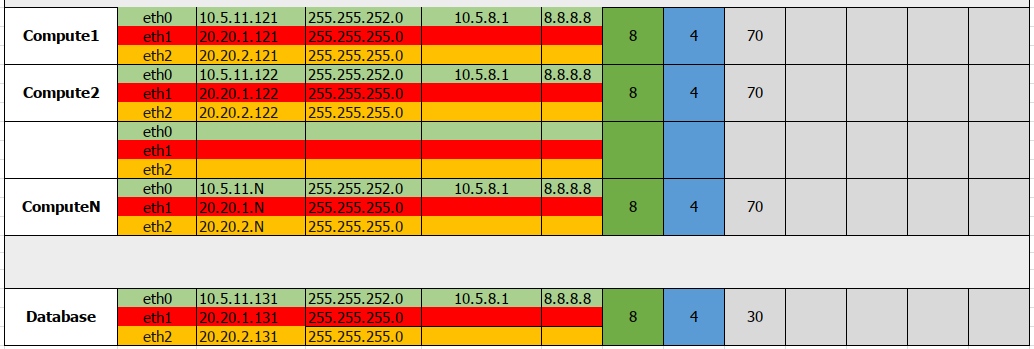 eth0 10.5.11.121 255.255.252.0 10.5.8.1 8.8.8.8
Compute1 eth1 20.20.1.121 255.255.255.0 8 4 70
eth2 20.20.2.121 255.255.255.0
eth0 10.5.11.122 255.255.252.0 10.5.8.1 8.8.8.8
Compute2 eth1 20.20.1.122 255.255.255.0 8 4 70
eth2 20.20.2.122 255.255.255.0
eth0
eth1
eth2
eth0 10.5.11.N 255.255.252.0 10.5.8.1 8.8.8.8
ComputeN eth1 20.20.1.N 255.255.255.0 8 4 70
eth2 20.20.2.N 255.255.255.0
eth0 10.5.11.131 255.255.252.0 10.5.8.1 8.8.8.8
Database eth1 20.20.1.131 255.255.255.0 8 4 30
eth2 20.20.2.131 255.255.255.0